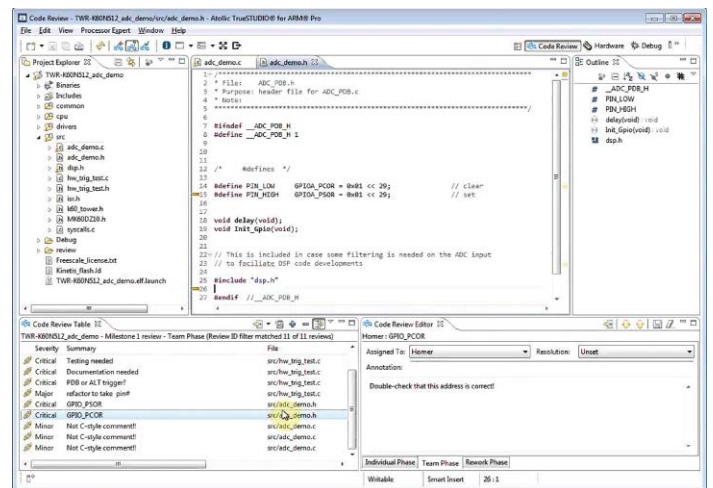 Code Review - TWR-K60N512_adc_demo/src/adc_demo.h - Atollic TrueSTUDIO® for ARM® Pro
File Edit View Processor Expert Window Help
Code Review Hardware Debug
Project Explorer
TWR-K60N512_adc_demo
Binaries
Includes
common
cpu
drivers
src
adc_demo.c
adc_demo.h
dsp.h
hw_trig_test.c
hw_trig_test.h
isr.h
k60_tower.h
MK60DZ10.h
syscalls.c
Debug
review
Freescale_license.txt
Kinetis_flash.ld
TWR-K60N512_adc_demo.elf.launch
adc_demo.c adc_demo.h
1 /*******************************************************************
2 * File: ADC_PDB.h
3 * Purpose: header file for ADC_PDB.c
4 * Note:
5 *******************************************************************/
6
7 #ifndef __ADC_PDB_H
8 #define __ADC_PDB_H 1
9
10
11
12 /* #defines */
13
14 #define PIN_LOW GPIOA_PCOR = 0x01 << 29; // clear
15 #define PIN_HIGH GPIOA_PSOR = 0x01 << 29; // set
16
17
18 void delay(void);
19 void Init_Gpio(void);
20
21
22 // This is included in case some filtering is needed on the ADC input
23 // to faciliate DSP code developments
24
25 #include "dsp.h"
26
27 #endif //__ADC_PDB_H
Outline
__ADC_PDB_H
PIN_LOW
PIN_HIGH
delay(void) : void
Init_Gpio(void) : void
dsp.h
Code Review Table
TWR-K60N512_adc_demo - Milestone 1 review - Team Phase (Review ID filter matched 11 of 11 reviews)
Severity Summary File
Critical Testing needed src/hw_trig_test.c
Critical Documentation needed src/hw_trig_test.c
Critical PDB or ALT trigger? src/hw_trig_test.c
Major refactor to take pin# src/hw_trig_test.c
Critical GPIO_PSOR src/adc_demo.h
Critical GPIO_PCOR src/adc_demo.h
Minor Not C-style comment!! src/adc_demo.c
Minor Not C-style comment!! src/adc_demo.c
Minor Not C-style comment!! src/adc_demo.c
Code Review Editor
Homer : GPIO_PCOR
Assigned To: Homer Resolution: Unset
Annotation:
Double-check that this address is correct!
Individual Phase Team Phase Rework Phase
Writable Smart Insert 26 : 1